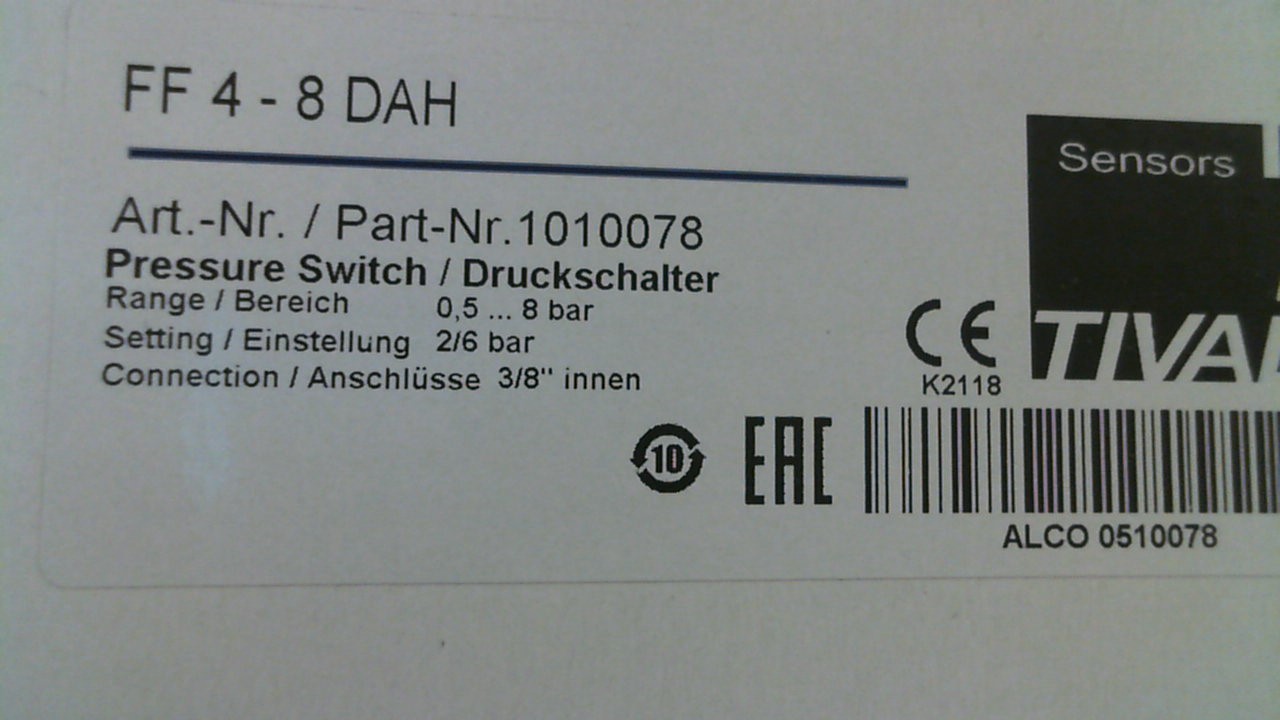 FF 4 - 8 DAH
Sensors
Art.-Nr. / Part-Nr.1010078
Pressure Switch / Druckschalter
Range / Bereich 0,5 ... 8 bar
Setting / Einstellung 2/6 bar
Connection / Anschlüsse 3/8" innen
CE
K2118
TIVAL
10
EAC
ALCO 0510078